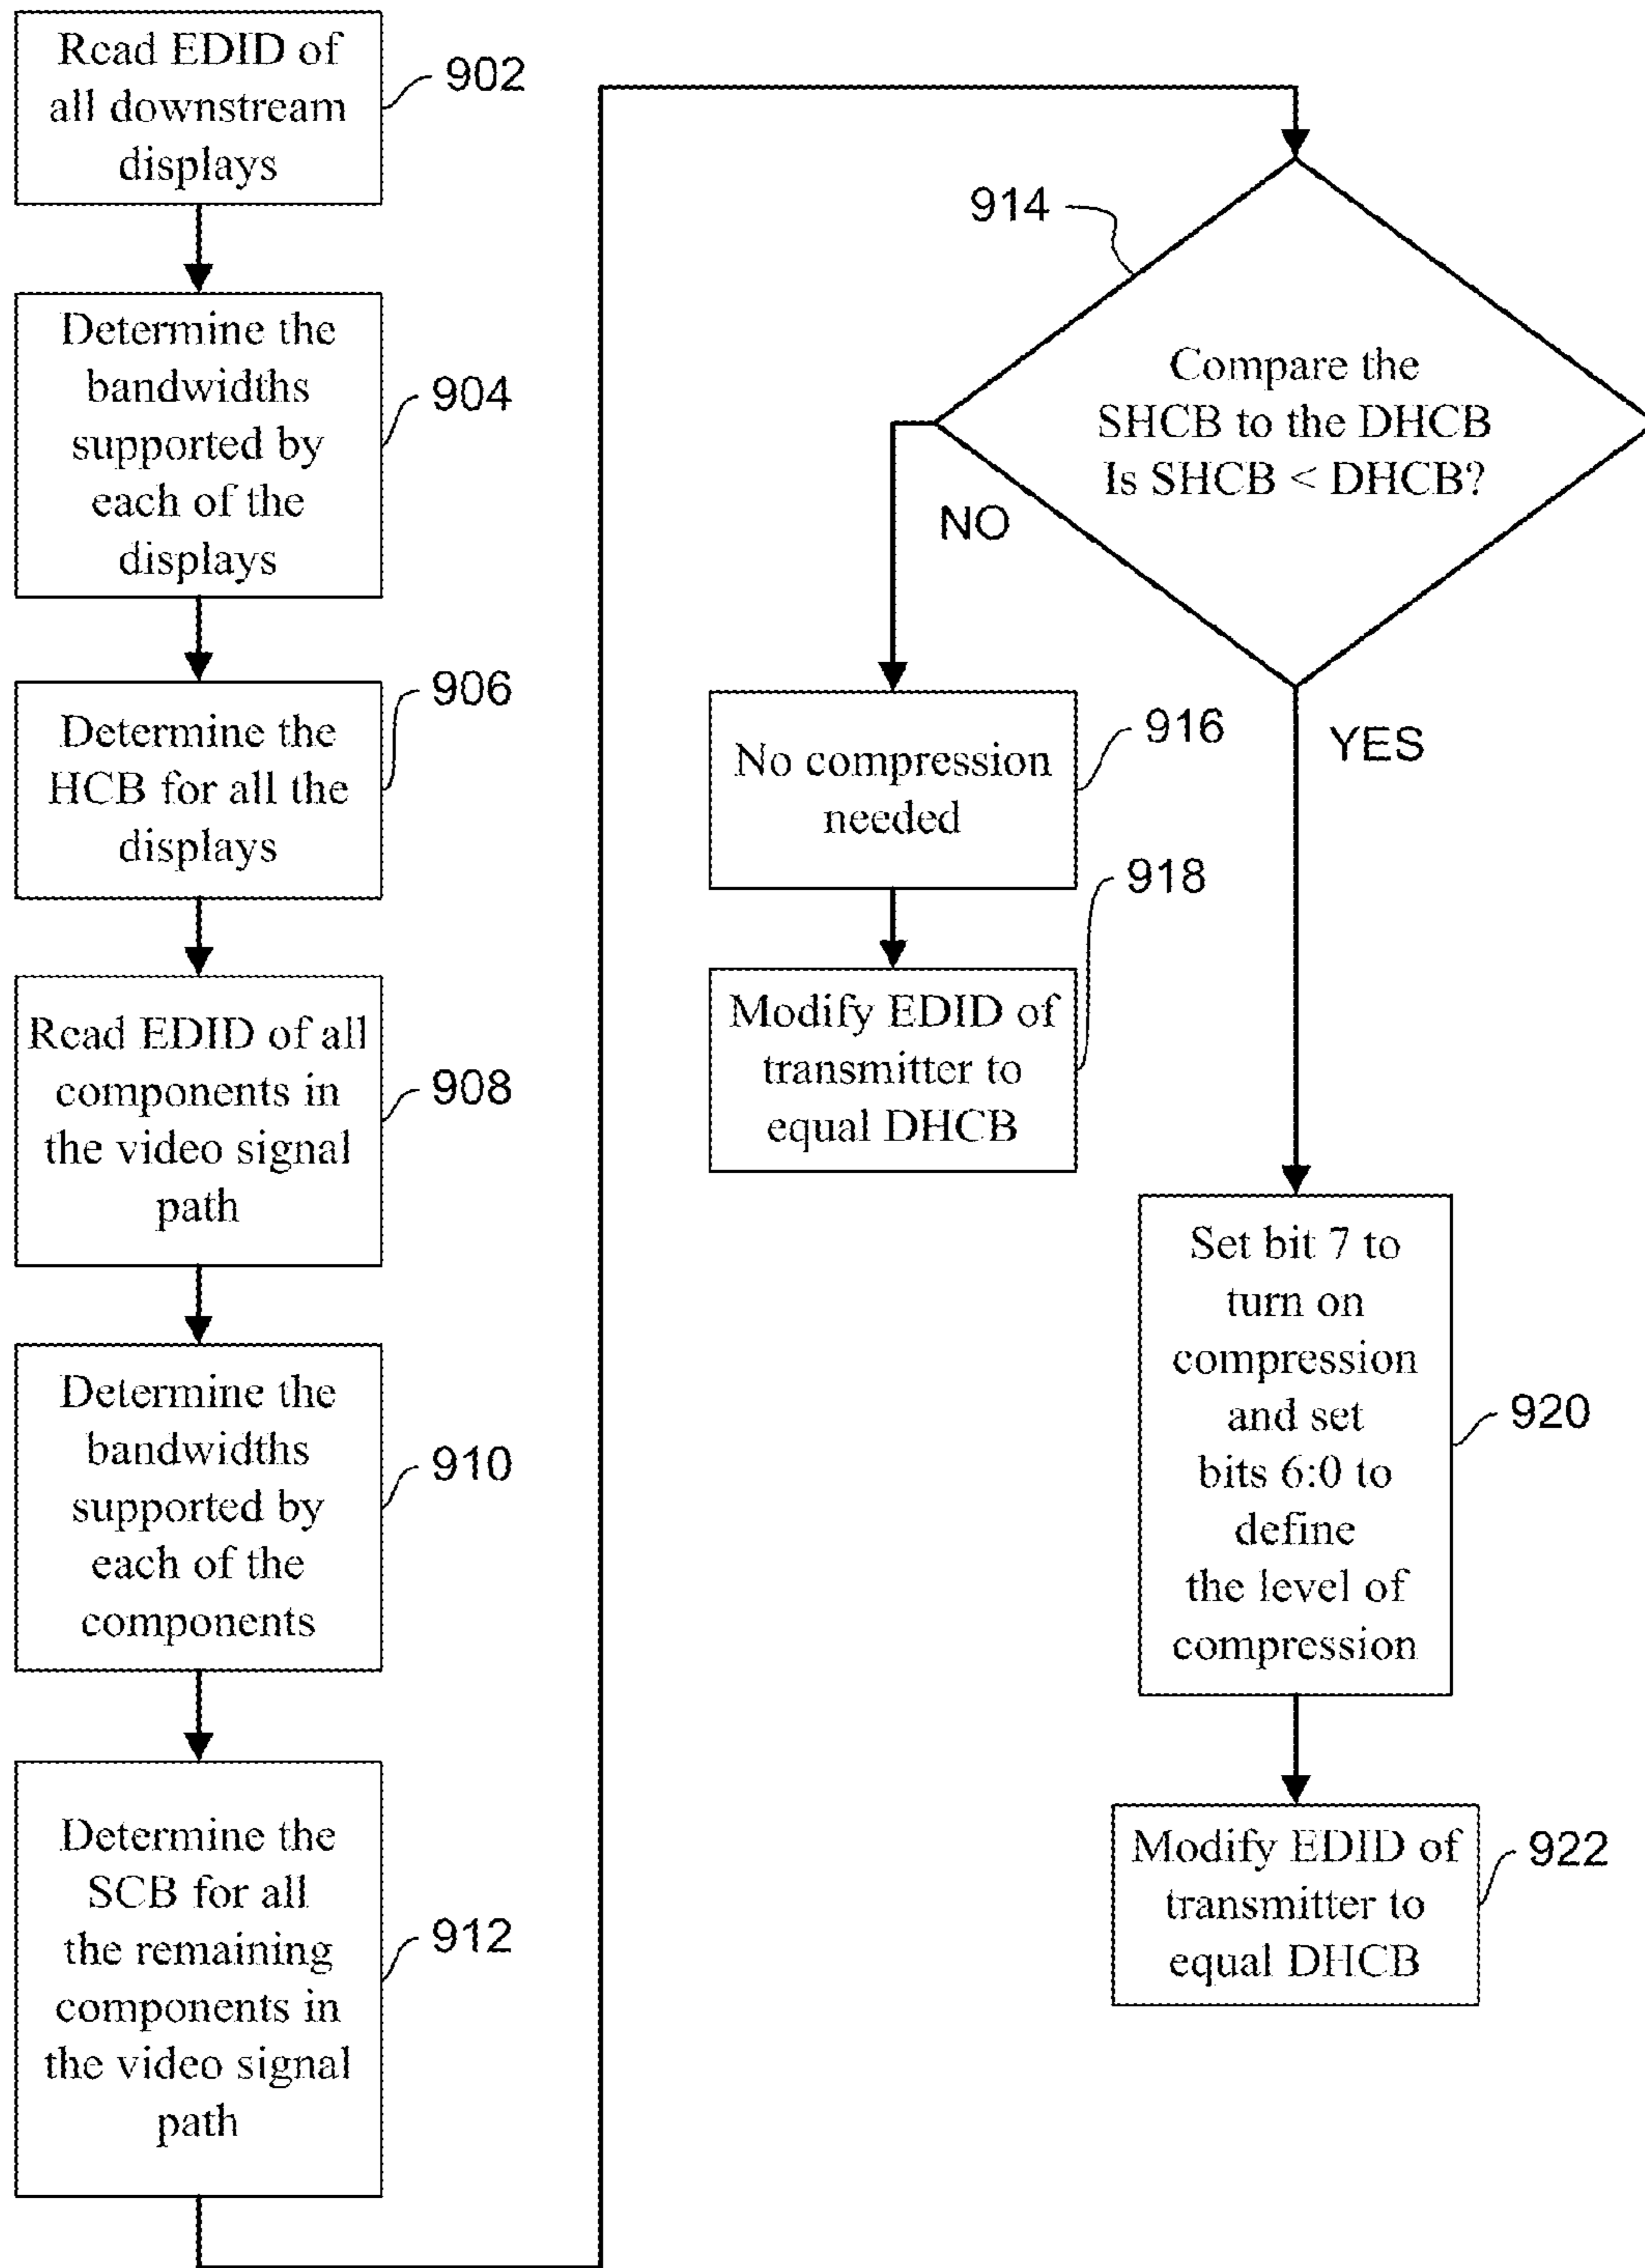 Read EDID of
all downstream
displays
902
Determine the
bandwidths
supported by
each of the
displays
904
Determine the
HCB for all the
displays
906
Read EDID of all
components in
the video signal
path
908
Determine the
bandwidths
supported by
each of the
components
910
Determine the
SCB for all
the remaining
components in
the video signal
path
912
914
Compare the
SHCB to the DHCB
Is SHCB < DHCB?
NO
YES
No compression
needed
916
Modify EDID of
transmitter to
equal DHCB
918
Set bit 7 to
turn on
compression
and set
bits 6:0 to
define
the level of
compression
920
Modify EDID of
transmitter to
equal DHCB
922